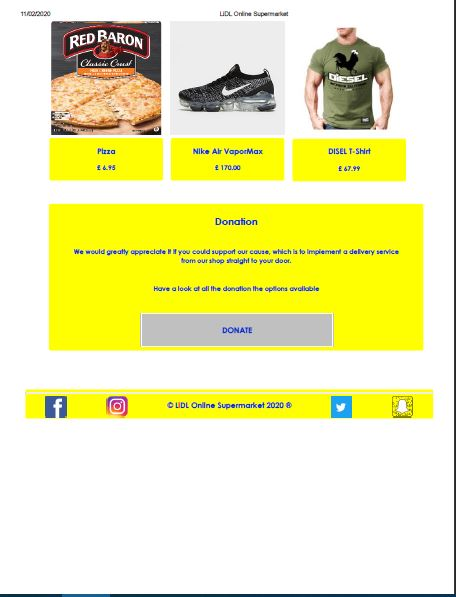 11/02/2020
LiDL Online Supermarket
RED BARON
Classic Crust
DIESEL
Pizza
£ 6.95
Nike Air VaporMax
£ 170.00
DISEL T-Shirt
£ 67.99
Donation
We would greatly appreciate it if you could support our cause, which is to implement a delivery service
from our shop straight to your door.
Have a look at all the donation the options available
DONATE
© LiDL Online Supermarket 2020 ®